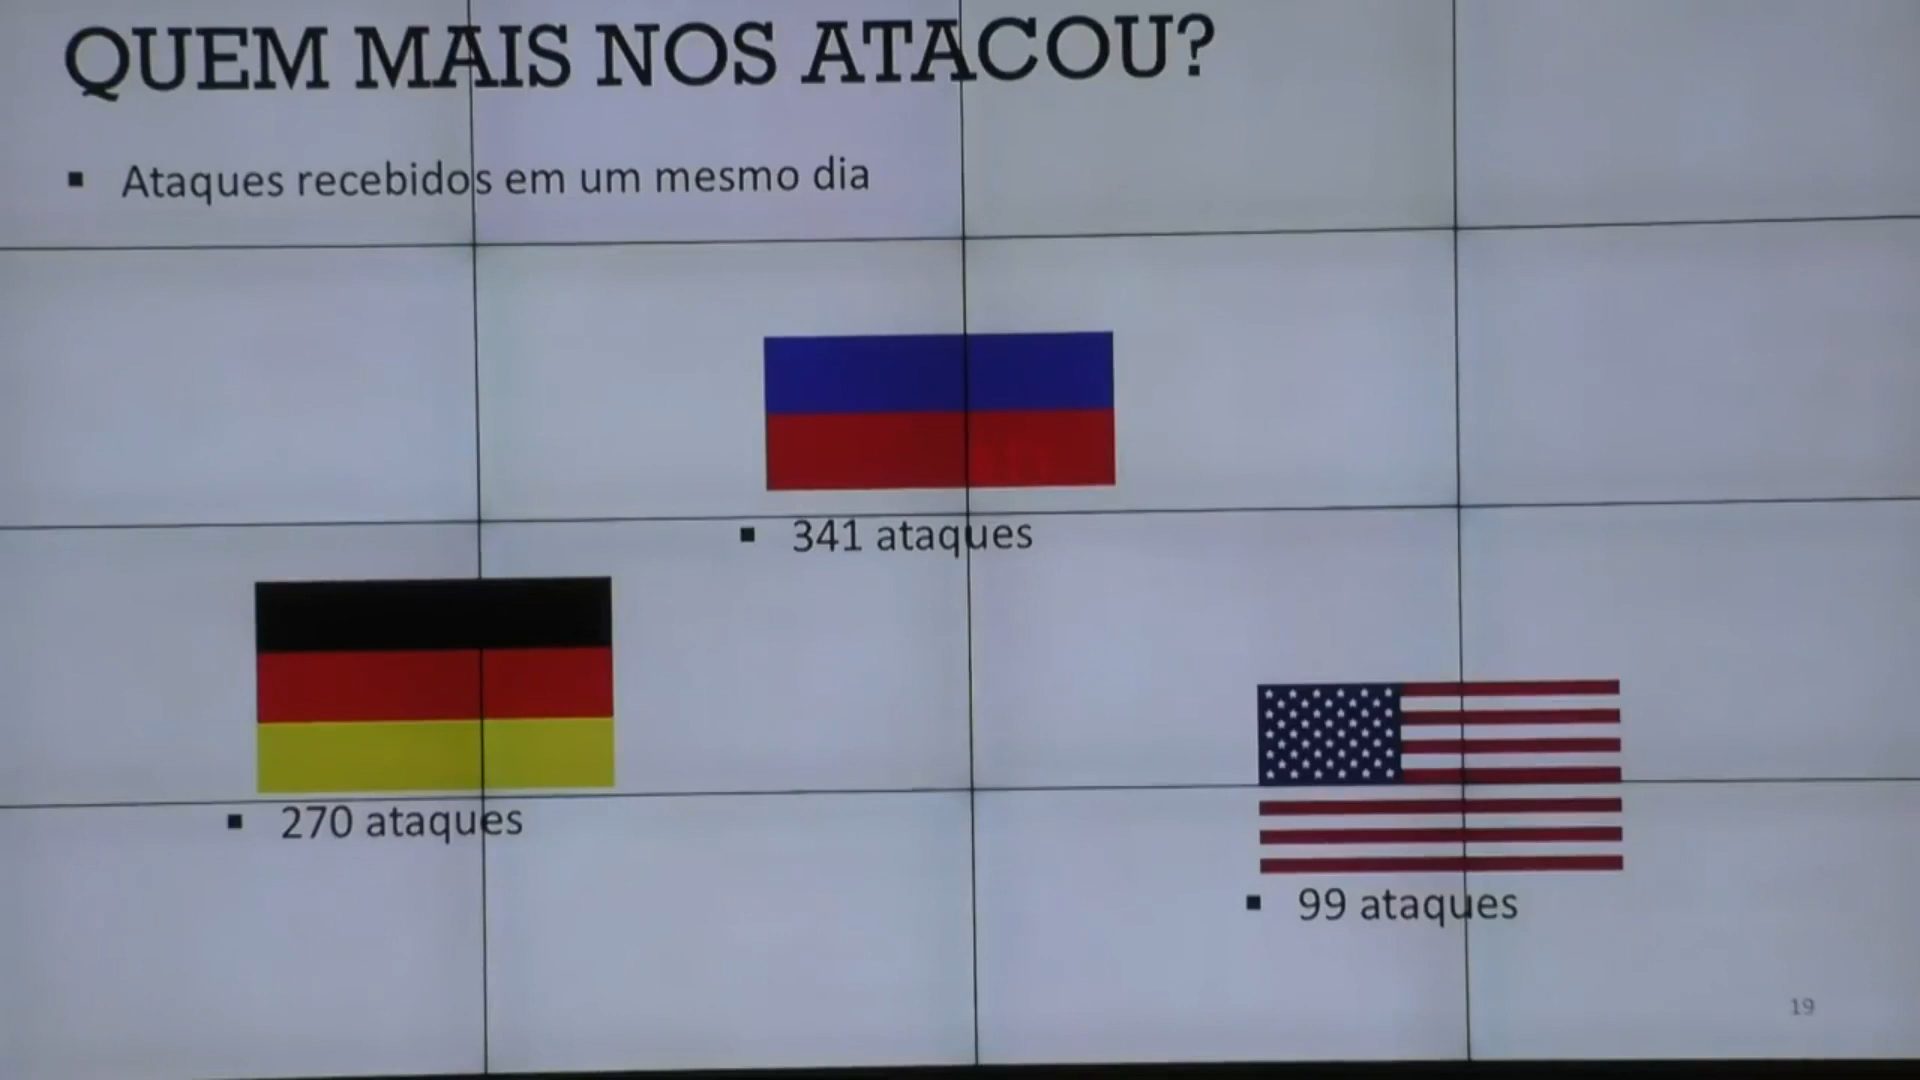 QUEM MAIS NOS ATACOU?
▪ Ataques recebidos em um mesmo dia
▪ 341 ataques
▪ 270 ataques
▪ 99 ataques
19